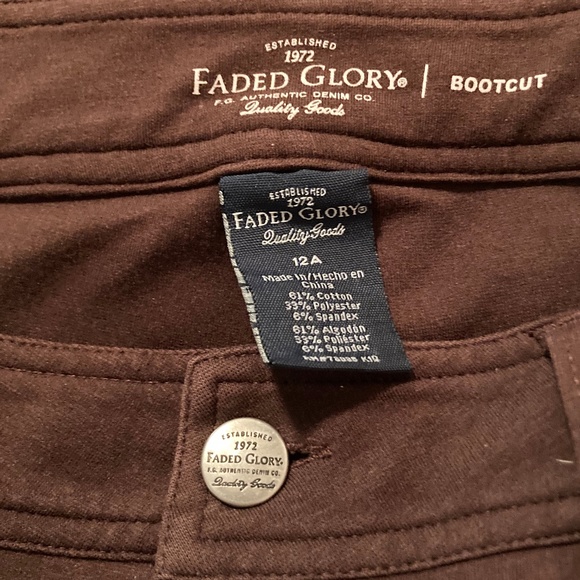 ESTABLISHED
1972
FADED GLORY® | BOOTCUT
F.G. AUTHENTIC DENIM CO.
Quality Goods
ESTABLISHED
1972
FADED GLORY®
Quality Goods
12A
Made in/Hecho en
China
61% Cotton
33% Polyester
6% Spandex
61% Algodón
33% Poliéster
6% Spandex
ESTABLISHED
1972
FADED GLORY®
F.G. AUTHENTIC DENIM CO.
Quality Goods